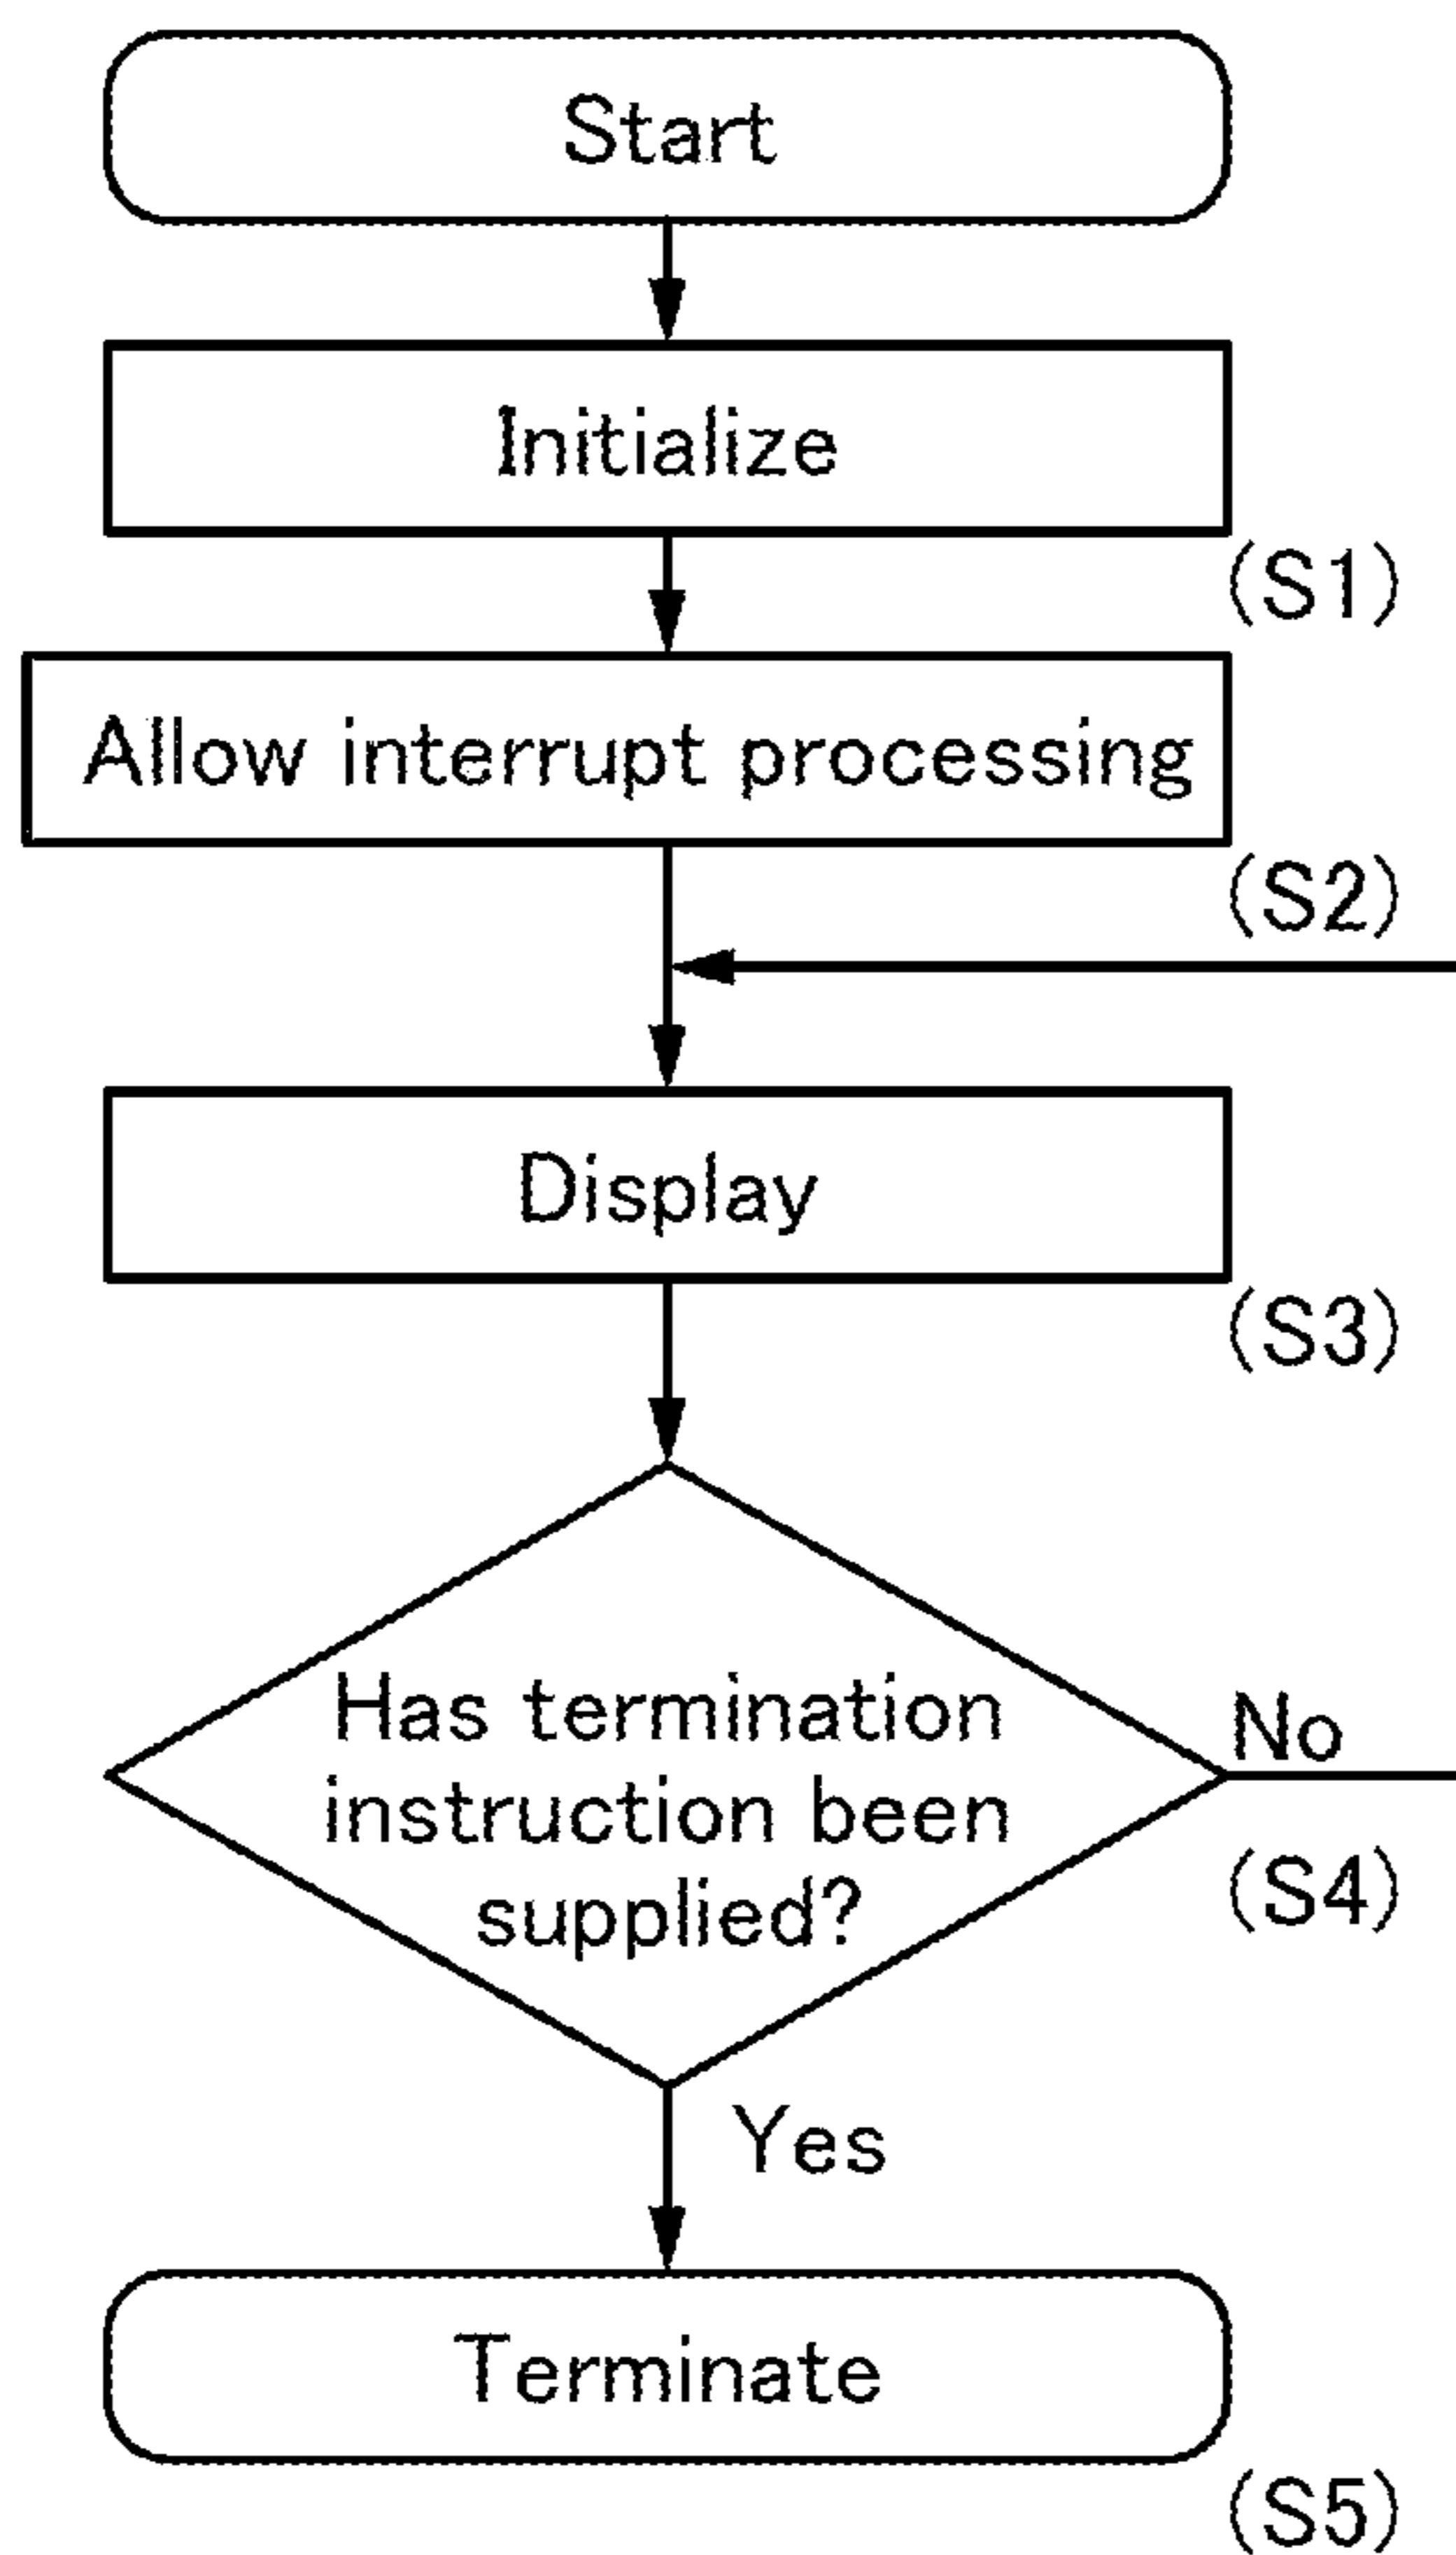 Start
Initialize
(S1)
Allow interrupt processing
(S2)
Display
(S3)
Has termination
instruction been
supplied?
No
(S4)
Yes
Terminate
(S5)